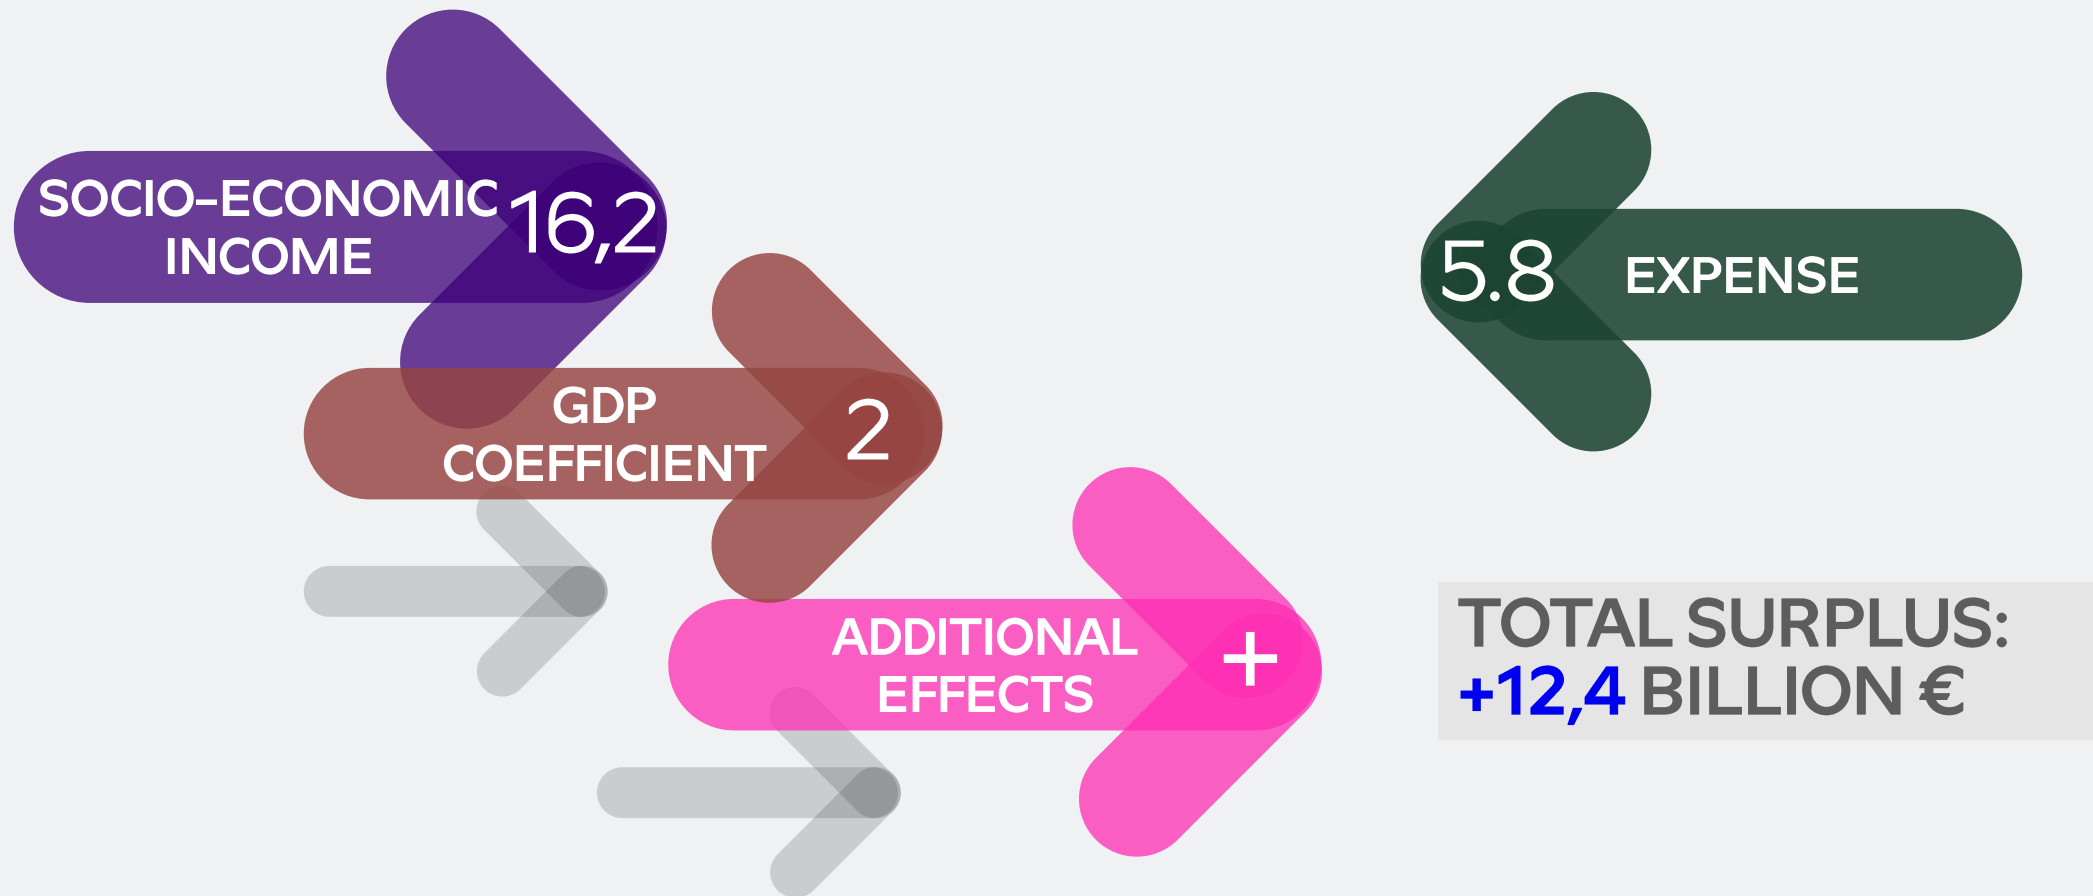 SOCIO-ECONOMIC
INCOME
16,2
5.8
EXPENSE
GDP
COEFFICIENT
2
ADDITIONAL
EFFECTS
+
TOTAL SURPLUS:
+12,4 BILLION €